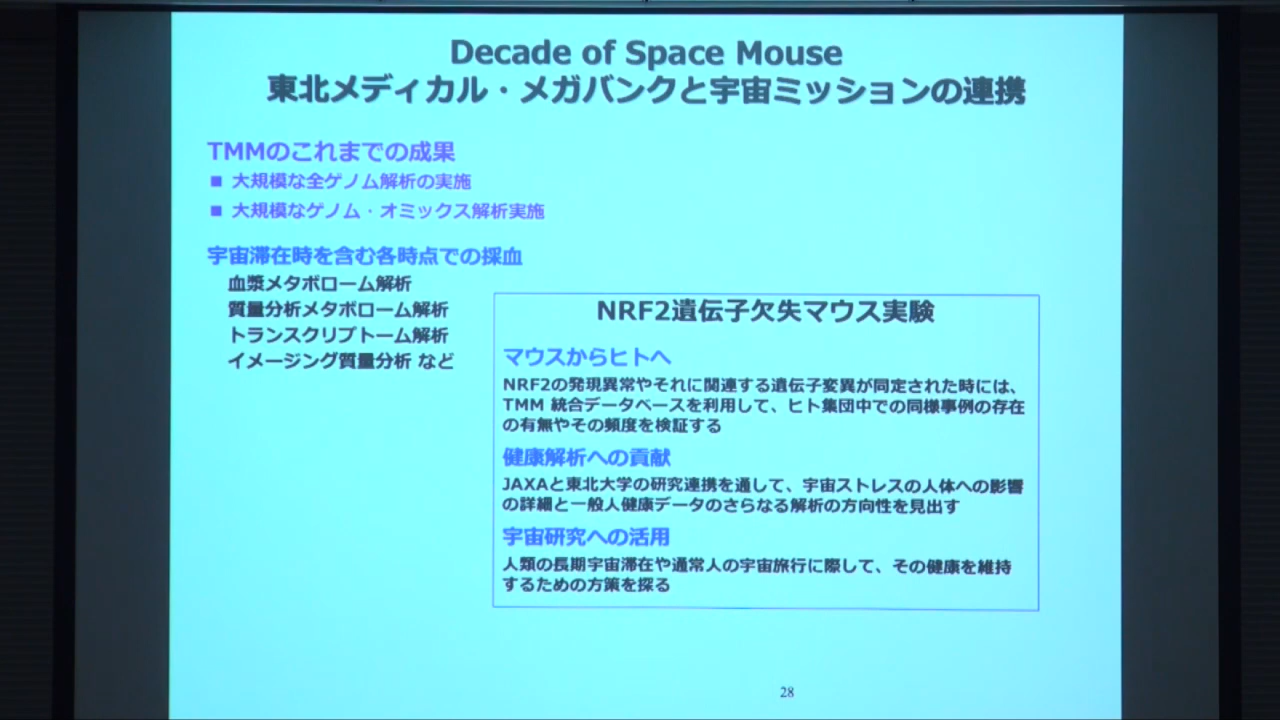 Decade of Space Mouse
東北メディカル・メガバンクと宇宙ミッションの連携
TMMのこれまでの成果
■ 大規模な全ゲノム解析の実施
■ 大規模なゲノム・オミックス解析実施
宇宙滞在時を含む各時点での採血
血漿メタボローム解析
質量分析メタボローム解析
トランスクリプトーム解析
イメージング質量分析 など
NRF2遺伝子欠失マウス実験
マウスからヒトへ
NRF2の発現異常やそれに関連する遺伝子変異が同定された時には、
TMM 統合データベースを利用して、ヒト集団中での同様事例の存在
の有無やその頻度を検証する
健康解析への貢献
JAXAと東北大学の研究連携を通して、宇宙ストレスの人体への影響
の詳細と一般人健康データのさらなる解析の方向性を見出す
宇宙研究への活用
人類の長期宇宙滞在や通常人の宇宙旅行に際して、その健康を維持
するための方策を探る
28